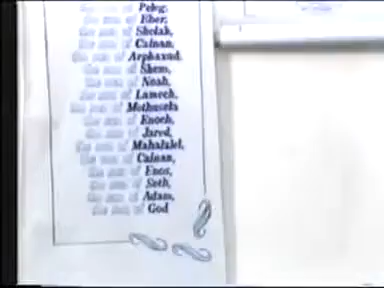 the son of Peleg,
the son of Eber,
the son of Shelah,
the son of Cainan,
the son of Arphaxad,
the son of Shem,
the son of Noah,
the son of Lamech,
the son of Methusela
the son of Enoch,
the son of Jared,
the son of Mahalalel,
the son of Cainan,
the son of Enos,
the son of Seth,
the son of Adam,
the son of God